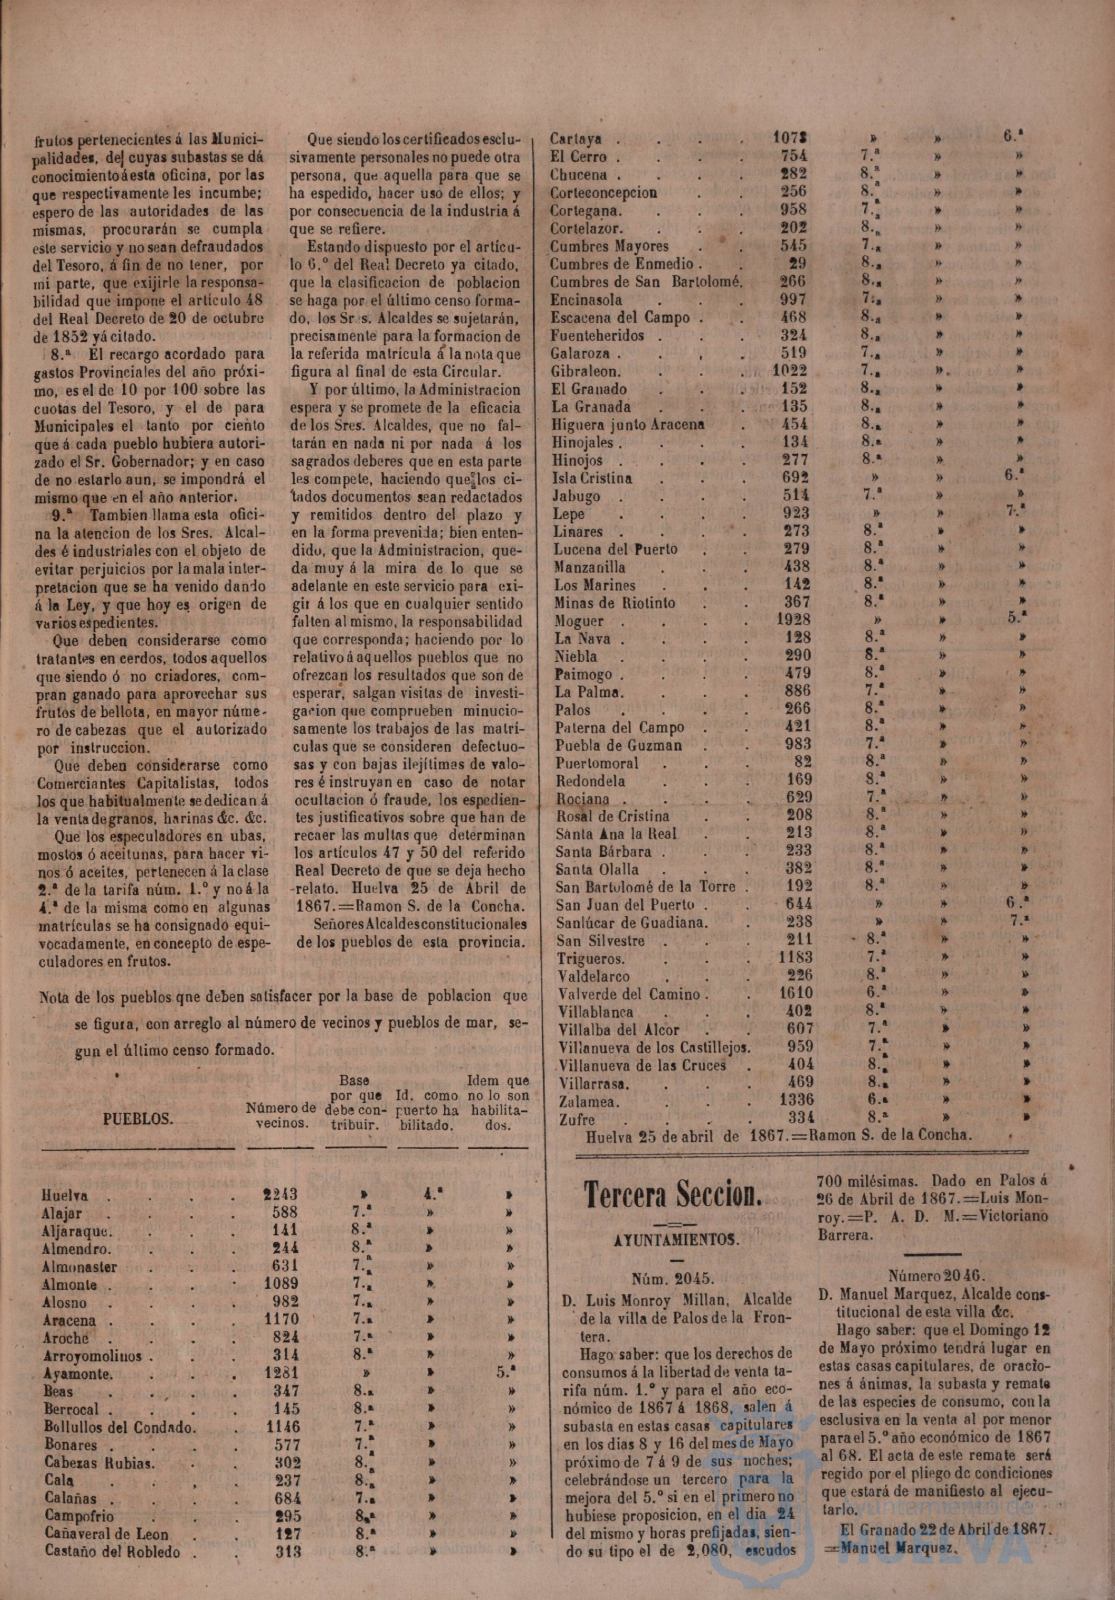 frutos pertenecientes á las Munici-
palidades, de cuyas subastas se dá
conocimiento á esta oficina, por las
que respectivamente les incumbe;
espero de las autoridades de las
mismas, procurarán se cumpla
este servicio y no sean defraudados
del Tesoro, á fin de no tener, por
mi parte, que exijirle la responsa-
bilidad que impone el artículo 48
del Real Decreto de 20 de octubre
de 1852 yá citado.
8.ª El recargo acordado para
gastos Provinciales del año próxi-
mo, es el de 10 por 100 sobre las
cuotas del Tesoro, y el de para
Municipales el tanto por ciento
que á cada pueblo hubiera autori-
zado el Sr. Gobernador; y en caso
de no estarlo aun, se impondrá el
mismo que en el año anterior.
9.ª Tambien llama esta ofici-
na la atencion de los Sres. Alcal-
des é industriales con el objeto de
evitar perjuicios por la mala inter-
pretacion que se ha venido dando
á la Ley, y que hoy es origen de
varios espedientes.
Que deben considerarse como
tratantes en cerdos, todos aquellos
que siendo ó no criadores, com-
pran ganado para aprovechar sus
frutos de bellota, en mayor núme-
ro de cabezas que el autorizado
por instruccion.
Que deben considerarse como
Comerciantes Capitalistas, todos
los que habitualmente se dedican á
la venta de granos, harinas &c. &c.
Que los especuladores en ubas,
mostos ó aceitunas, para hacer vi-
nos ó aceites, pertenecen á la clase
2.ª de la tarifa núm. 1.º y no á la
4.ª de la misma como en algunas
matrículas se ha consignado equi-
vocadamente, en concepto de espe-
culadores en frutos.
Que siendo los certificados esclu-
sivamente personales no puede otra
persona, que aquella para que se
ha espedido, hacer uso de ellos; y
por consecuencia de la industria á
que se refiere.
Estando dispuesto por el artícu-
lo 6.º del Real Decreto ya citado,
que la clasificacion de poblacion
se haga por el último censo forma-
do, los Sres. Alcaldes se sujetarán,
precisamente para la formacion de
la referida matrícula á la nota que
figura al final de esta Circular.
Y por último, la Administracion
espera y se promete de la eficacia
de los Sres. Alcaldes, que no fal-
tarán en nada ni por nada á los
sagrados deberes que en esta parte
les compete, haciendo que los ci-
tados documentos sean redactados
y remitidos dentro del plazo y
en la forma prevenida; bien enten-
dido, que la Administracion, que-
da muy á la mira de lo que se
adelante en este servicio para exi-
gir á los que en cualquier sentido
falten al mismo, la responsabilidad
que corresponda; haciendo por lo
relativo á aquellos pueblos que no
ofrezcan los resultados que son de
esperar, salgan visitas de investi-
gacion que comprueben minucio-
samente los trabajos de las matrí-
culas que se consideren defectuo-
sas y con bajas ilejítimas de valo-
res é instruyan en caso de notar
ocultacion ó fraude, los espedien-
tes justificativos sobre que han de
recaer las multas que determinan
los artículos 47 y 50 del referido
Real Decreto de que se deja hecho
relato. Huelva 25 de Abril de
1867.=Ramon S. de la Concha.
Señores Alcaldes constitucionales
de los pueblos de esta provincia.
Nota de los pueblos qne deben satisfacer por la base de poblacion que
se figura, con arreglo al número de vecinos y pueblos de mar, se-
gun el último censo formado.
PUEBLOS. Número de vecinos. Base por que debe con- tribuir. Id. como puerto ha bilitado. Idem que no lo son habilita- dos.
Huelva . . . . 2243 » 4.ª »
Alajar . . . . 588 7.ª » »
Aljaraque. . . . 141 8.ª » »
Almendro. . . . 244 8.ª » »
Almonaster . . . 631 7.ª » »
Almonte . . . . 1089 7.ª » »
Alosno . . . . 982 7.ª » »
Aracena . . . . 1170 7.ª » »
Aroche . . . . 824 7.ª » »
Arroyomolinos . . . 314 8.ª » »
Ayamonte. . . . 1281 » » 5.ª
Beas . . . . 347 8.ª » »
Berrocal . . . . 145 8.ª » »
Bollullos del Condado. . 1146 7.ª » »
Bonares . . . . 577 7.ª » »
Cabezas Rubias. . . 302 8.ª » »
Cala . . . . 237 8.ª » »
Calañas . . . . 684 7.ª » »
Campofrio . . . 295 8.ª » »
Cañaveral de Leon . . 127 8.ª » »
Castaño del Robledo . . 313 8.ª » »
Cartaya . . . . 1078 » » 6.ª
El Cerro . . . . 754 7.ª » »
Chucena . . . . 282 8.ª » »
Corteconcepcion . . 256 8.ª » »
Cortegana. . . . 958 7.ª » »
Cortelazor. . . . 202 8.ª » »
Cumbres Mayores . . 545 7.ª » »
Cumbres de Enmedio . . 29 8.ª » »
Cumbres de San Bartolomé. 266 8.ª » »
Encinasola . . . 997 7.ª » »
Escacena del Campo . . 468 8.ª » »
Fuenteheridos . . . 324 8.ª » »
Galaroza . . . . 519 7.ª » »
Gibraleon. . . . 1022 7.ª » »
El Granado . . . 152 8.ª » »
La Granada . . . 135 8.ª » »
Higuera junto Aracena . 454 8.ª » »
Hinojales . . . . 134 8.ª » »
Hinojos . . . . 277 8.ª » »
Isla Cristina . . . 692 » » 6.ª
Jabugo . . . . 514 7.ª » »
Lepe . . . . 923 » » 7.ª
Linares . . . . 273 8.ª » »
Lucena del Puerto . . 279 8.ª » »
Manzanilla . . . 438 8.ª » »
Los Marines . . . 142 8.ª » »
Minas de Riotinto . . 367 8.ª » »
Moguer . . . . 1928 » » 5.ª
La Nava . . . . 128 8.ª » »
Niebla . . . . 290 8.ª » »
Paimogo . . . . 479 8.ª » »
La Palma. . . . 886 7.ª » »
Palos . . . . 266 8.ª » »
Paterna del Campo . . 421 8.ª » »
Puebla de Guzman . . 983 7.ª » »
Puertomoral . . . 82 8.ª » »
Redondela . . . 169 8.ª » »
Rociana . . . . 629 7.ª » »
Rosal de Cristina . . 208 8.ª » »
Santa Ana la Real . . 213 8.ª » »
Santa Bárbara . . . 233 8.ª » »
Santa Olalla . . . 382 8.ª » »
San Bartolomé de la Torre . 192 8.ª » »
San Juan del Puerto . . 644 » » 6.ª
Sanlúcar de Guadiana. . 238 » » 7.ª
San Silvestre . . . 211 8.ª » »
Trigueros. . . . 1183 7.ª » »
Valdelarco . . . 226 8.ª » »
Valverde del Camino . . 1610 6.ª » »
Villablanca . . . 402 8.ª » »
Villalba del Alcor . . 607 7.ª » »
Villanueva de los Castillejos. 959 7.ª » »
Villanueva de las Cruces . 404 8.ª » »
Villarrasa. . . . 469 8.ª » »
Zalamea. . . . 1336 6.ª » »
Zufre . . . . 334 8.ª » »
Huelva 25 de abril de 1867.=Ramon S. de la Concha.
Tercera Seccion.
AYUNTAMIENTOS.
Núm. 2045.
D. Luis Monroy Millan, Alcalde
de la villa de Palos de la Fron-
tera.
Hago saber: que los derechos de
consumos á la libertad de venta ta-
rifa núm. 1.º y para el año eco-
nómico de 1867 á 1868, salen á
subasta en estas casas capitulares
en los dias 8 y 16 del mes de Mayo
próximo de 7 á 9 de sus noches;
celebrándose un tercero para la
mejora del 5.º si en el primero no
hubiese proposicion, en el dia 24
del mismo y horas prefijadas, sien-
do su tipo el de 2,080, escudos
700 milésimas. Dado en Palos á
26 de Abril de 1867.=Luis Mon-
roy.=P. A. D. M.=Victoriano
Barrera.
Número 2046.
D. Manuel Marquez, Alcalde cons-
titucional de esta villa &c.
Hago saber: que el Domingo 12
de Mayo próximo tendrá lugar en
estas casas capitulares, de oracio-
nes á ánimas, la subasta y remate
de las especies de consumo, con la
esclusiva en la venta al por menor
para el 5.º año económico de 1867
al 68. El acta de este remate será
regido por el pliego de condiciones
que estará de manifiesto al ejecu-
tarlo.
El Granado 22 de Abril de 1867.
=Manuel Marquez.
HUELVA